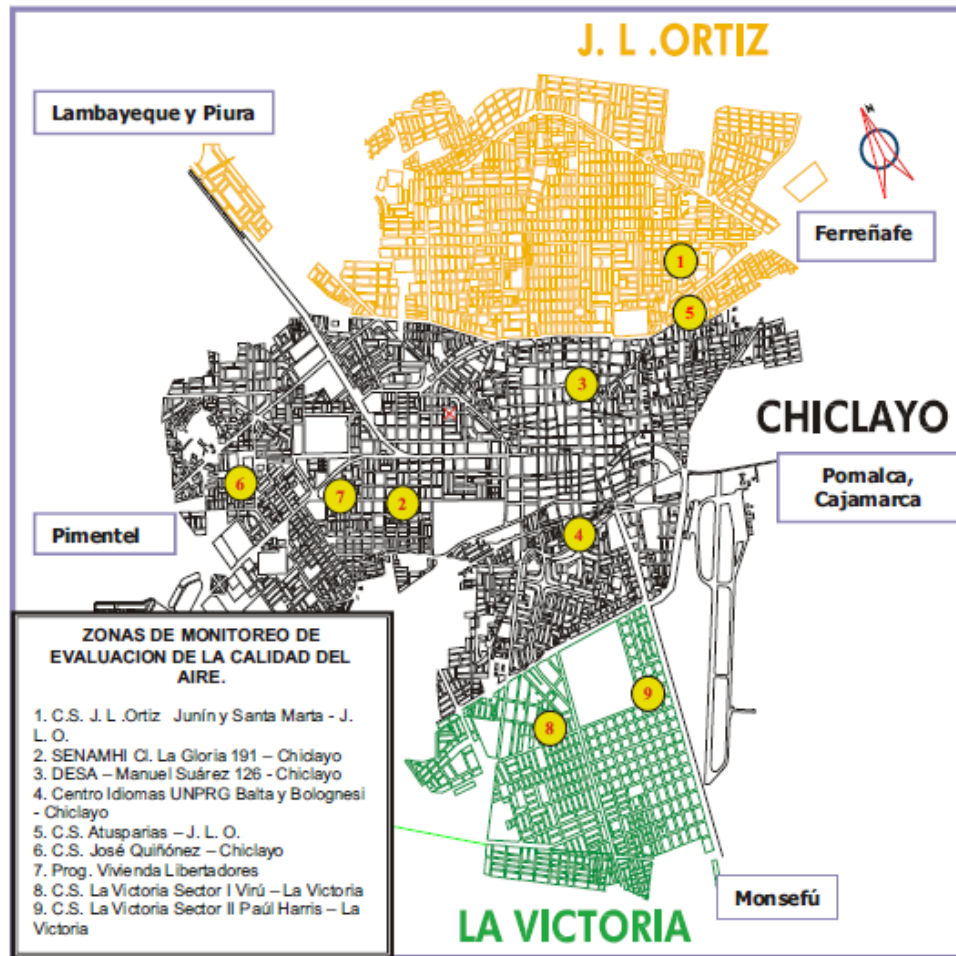 J. L .ORTIZ
Lambayeque y Piura
N
Ferreñafe
1
5
3
CHICLAYO
Pomalca,
Cajamarca
6
7
2
4
Pimentel
ZONAS DE MONITOREO DE
EVALUACION DE LA CALIDAD DEL
AIRE.
1. C.S. J. L .Ortiz Junín y Santa Marta - J.
L. O.
2. SENAMHI Cl. La Gloria 191 – Chiclayo
3. DESA – Manuel Suárez 126 - Chiclayo
4. Centro Idiomas UNPRG Balta y Bolognesi
- Chiclayo
5. C.S. Atusparias – J. L. O.
6. C.S. José Quiñónez – Chiclayo
7. Prog. Vivienda Libertadores
8. C.S. La Victoria Sector I Virú – La Victoria
9. C.S. La Victoria Sector II Paúl Harris – La
Victoria
9
8
Monsefú
LA VICTORIA